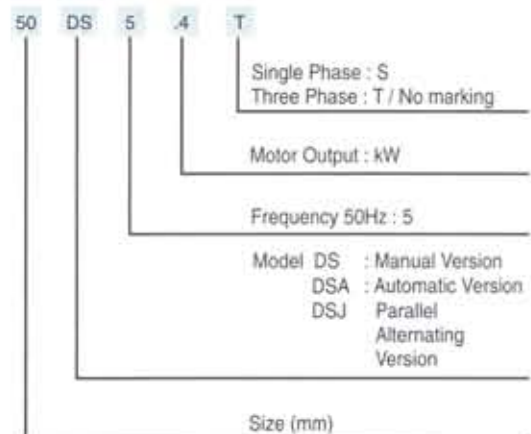 50 DS 5 .4 T
Single Phase : S
Three Phase : T / No marking
Motor Output : kW
Frequency 50Hz : 5
Model DS : Manual Version
DSA : Automatic Version
DSJ Parallel
Alternating
Version
Size (mm)